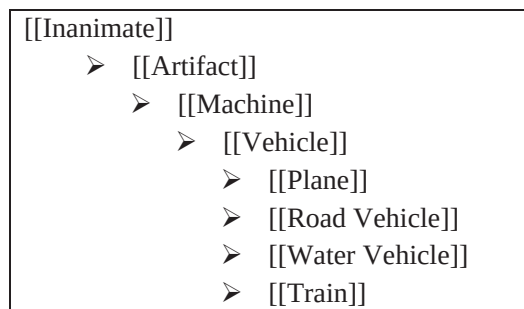 [[Inanimate]]
➢ [[Artifact]]
➢ [[Machine]]
➢ [[Vehicle]]
➢ [[Plane]]
➢ [[Road Vehicle]]
➢ [[Water Vehicle]]
➢ [[Train]]